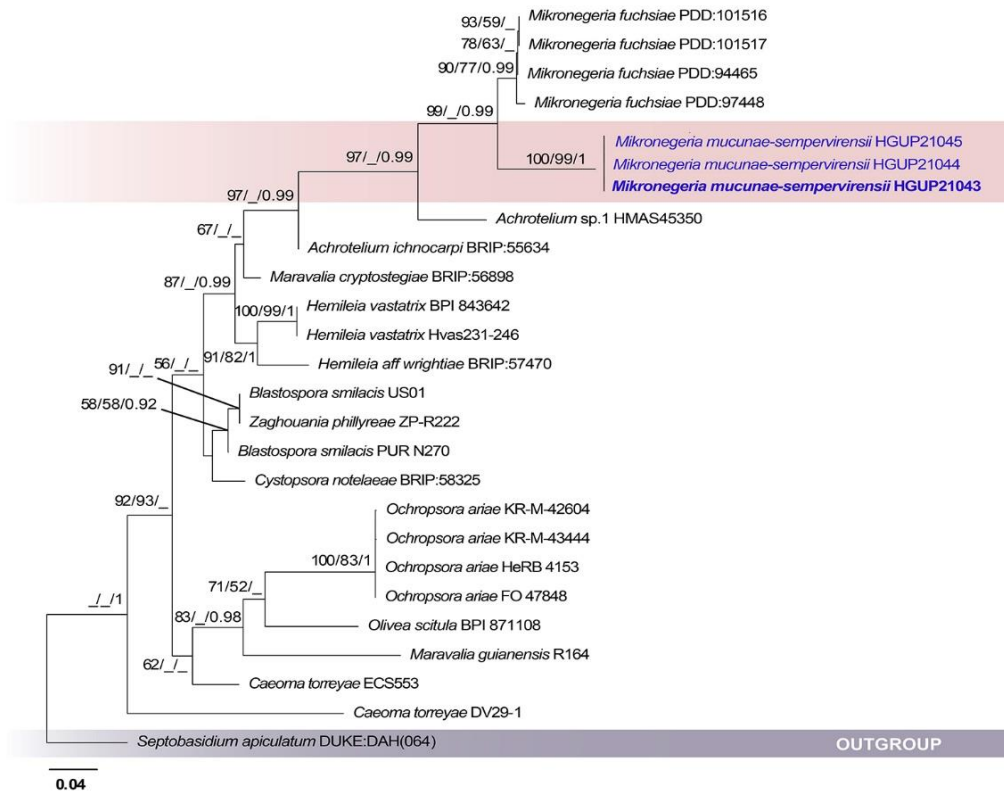 93/59/_
Mikronegeria fuchsiae PDD:101516
78/63/_
Mikronegeria fuchsiae PDD:101517
90/77/0.99
Mikronegeria fuchsiae PDD:94465
Mikronegeria fuchsiae PDD:97448
99/_/0.99
Mikronegeria mucunae-sempervirensii HGUP21045
100/99/1
Mikronegeria mucunae-sempervirensii HGUP21044
Mikronegeria mucunae-sempervirensii HGUP21043
97/_/0.99
97/_/0.99
Achrotelium sp.1 HMAS45350
67/_/_
Achrotelium ichnocarpi BRIP:55634
87/_/0.99
Maravalia cryptostegiae BRIP:56898
100/99/1
Hemileia vastatrix BPI 843642
Hemileia vastatrix Hvas231-246
91/82/1
Hemileia aff wrightiae BRIP:57470
56/_/_
91/_/_
Blastospora smilacis US01
58/58/0.92
Zaghouania phillyreae ZP-R222
Blastospora smilacis PUR N270
Cystopsora notelaeae BRIP:58325
92/93/_
Ochropsora ariae KR-M-42604
Ochropsora ariae KR-M-43444
100/83/1
Ochropsora ariae HeRB 4153
Ochropsora ariae FO 47848
71/52/_
Olivea scitula BPI 871108
_/_/1
83/_/0.98
Maravalia guianensis R164
62/_/_
Caeoma torreyae ECS553
Caeoma torreyae DV29-1
Septobasidium apiculatum DUKE:DAH(064)
OUTGROUP
0.04